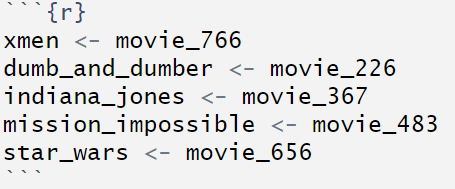 ```{r}
xmen <- movie_766
dumb_and_dumber <- movie_226
indiana_jones <- movie_367
mission_impossible <- movie_483
star_wars <- movie_656
```